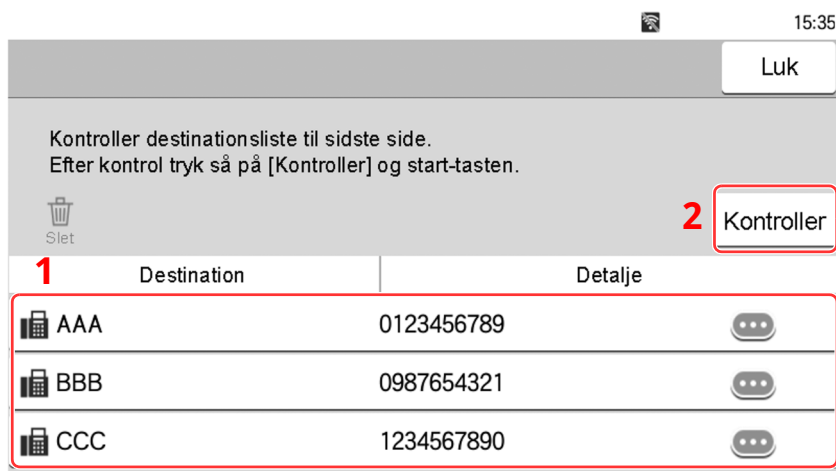 15:35
Luk
Kontroller destinationsliste til sidste side.
Efter kontrol tryk så på [Kontroller] og start-tasten.
Slet
2 Kontroller
1
Destination Detalje
AAA 0123456789
BBB 0987654321
CCC 1234567890